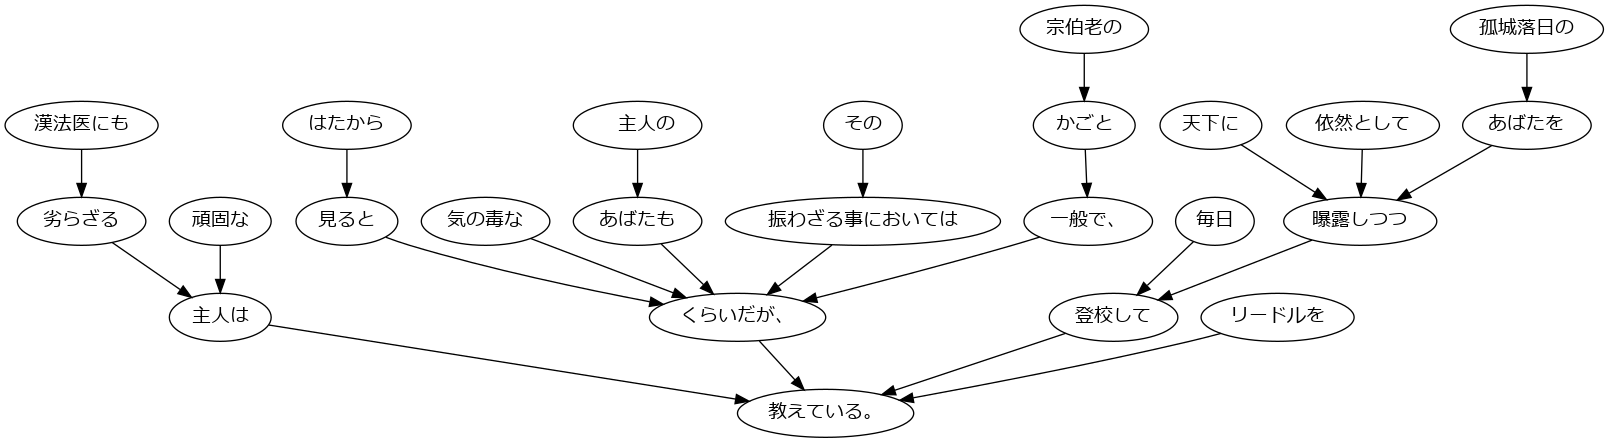 宗伯老の
孤城落日の
漢法医にも
はたから
主人の
その
かごと
天下に
依然として
あばたを
劣らざる
頑固な
見ると
気の毒な
あばたも
振わざる事においては
一般で、
毎日
曝露しつつ
主人は
くらいだが、
登校して
リードルを
教えている。